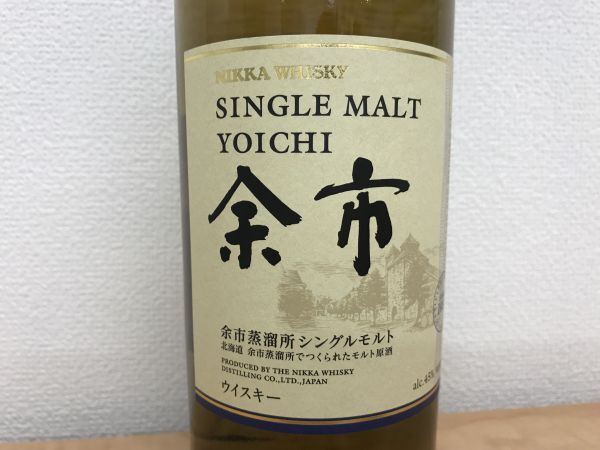 NIKKA WHISKY
SINGLE MALT
YOICHI
余市
余市蒸溜所シングルモルト
北海道 余市蒸溜所でつくられたモルト原酒
PRODUCED BY THE NIKKA WHISKY
DISTILLING CO.,LTD.,JAPAN
ウイスキー
alc.45%